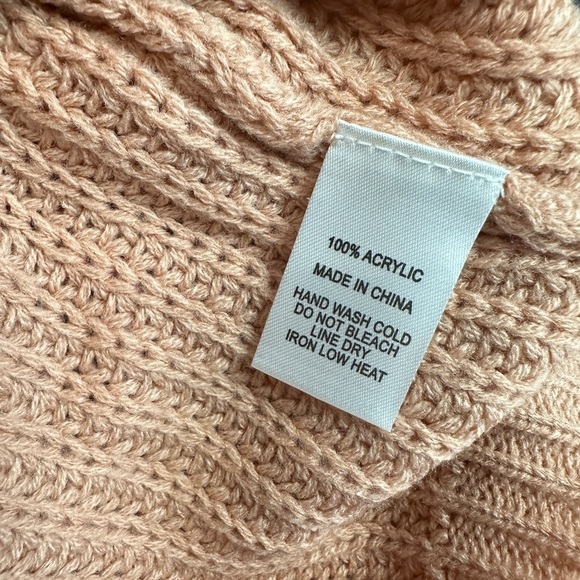 100% ACRYLIC
MADE IN CHINA
HAND WASH COLD
DO NOT BLEACH
LINE DRY
IRON LOW HEAT